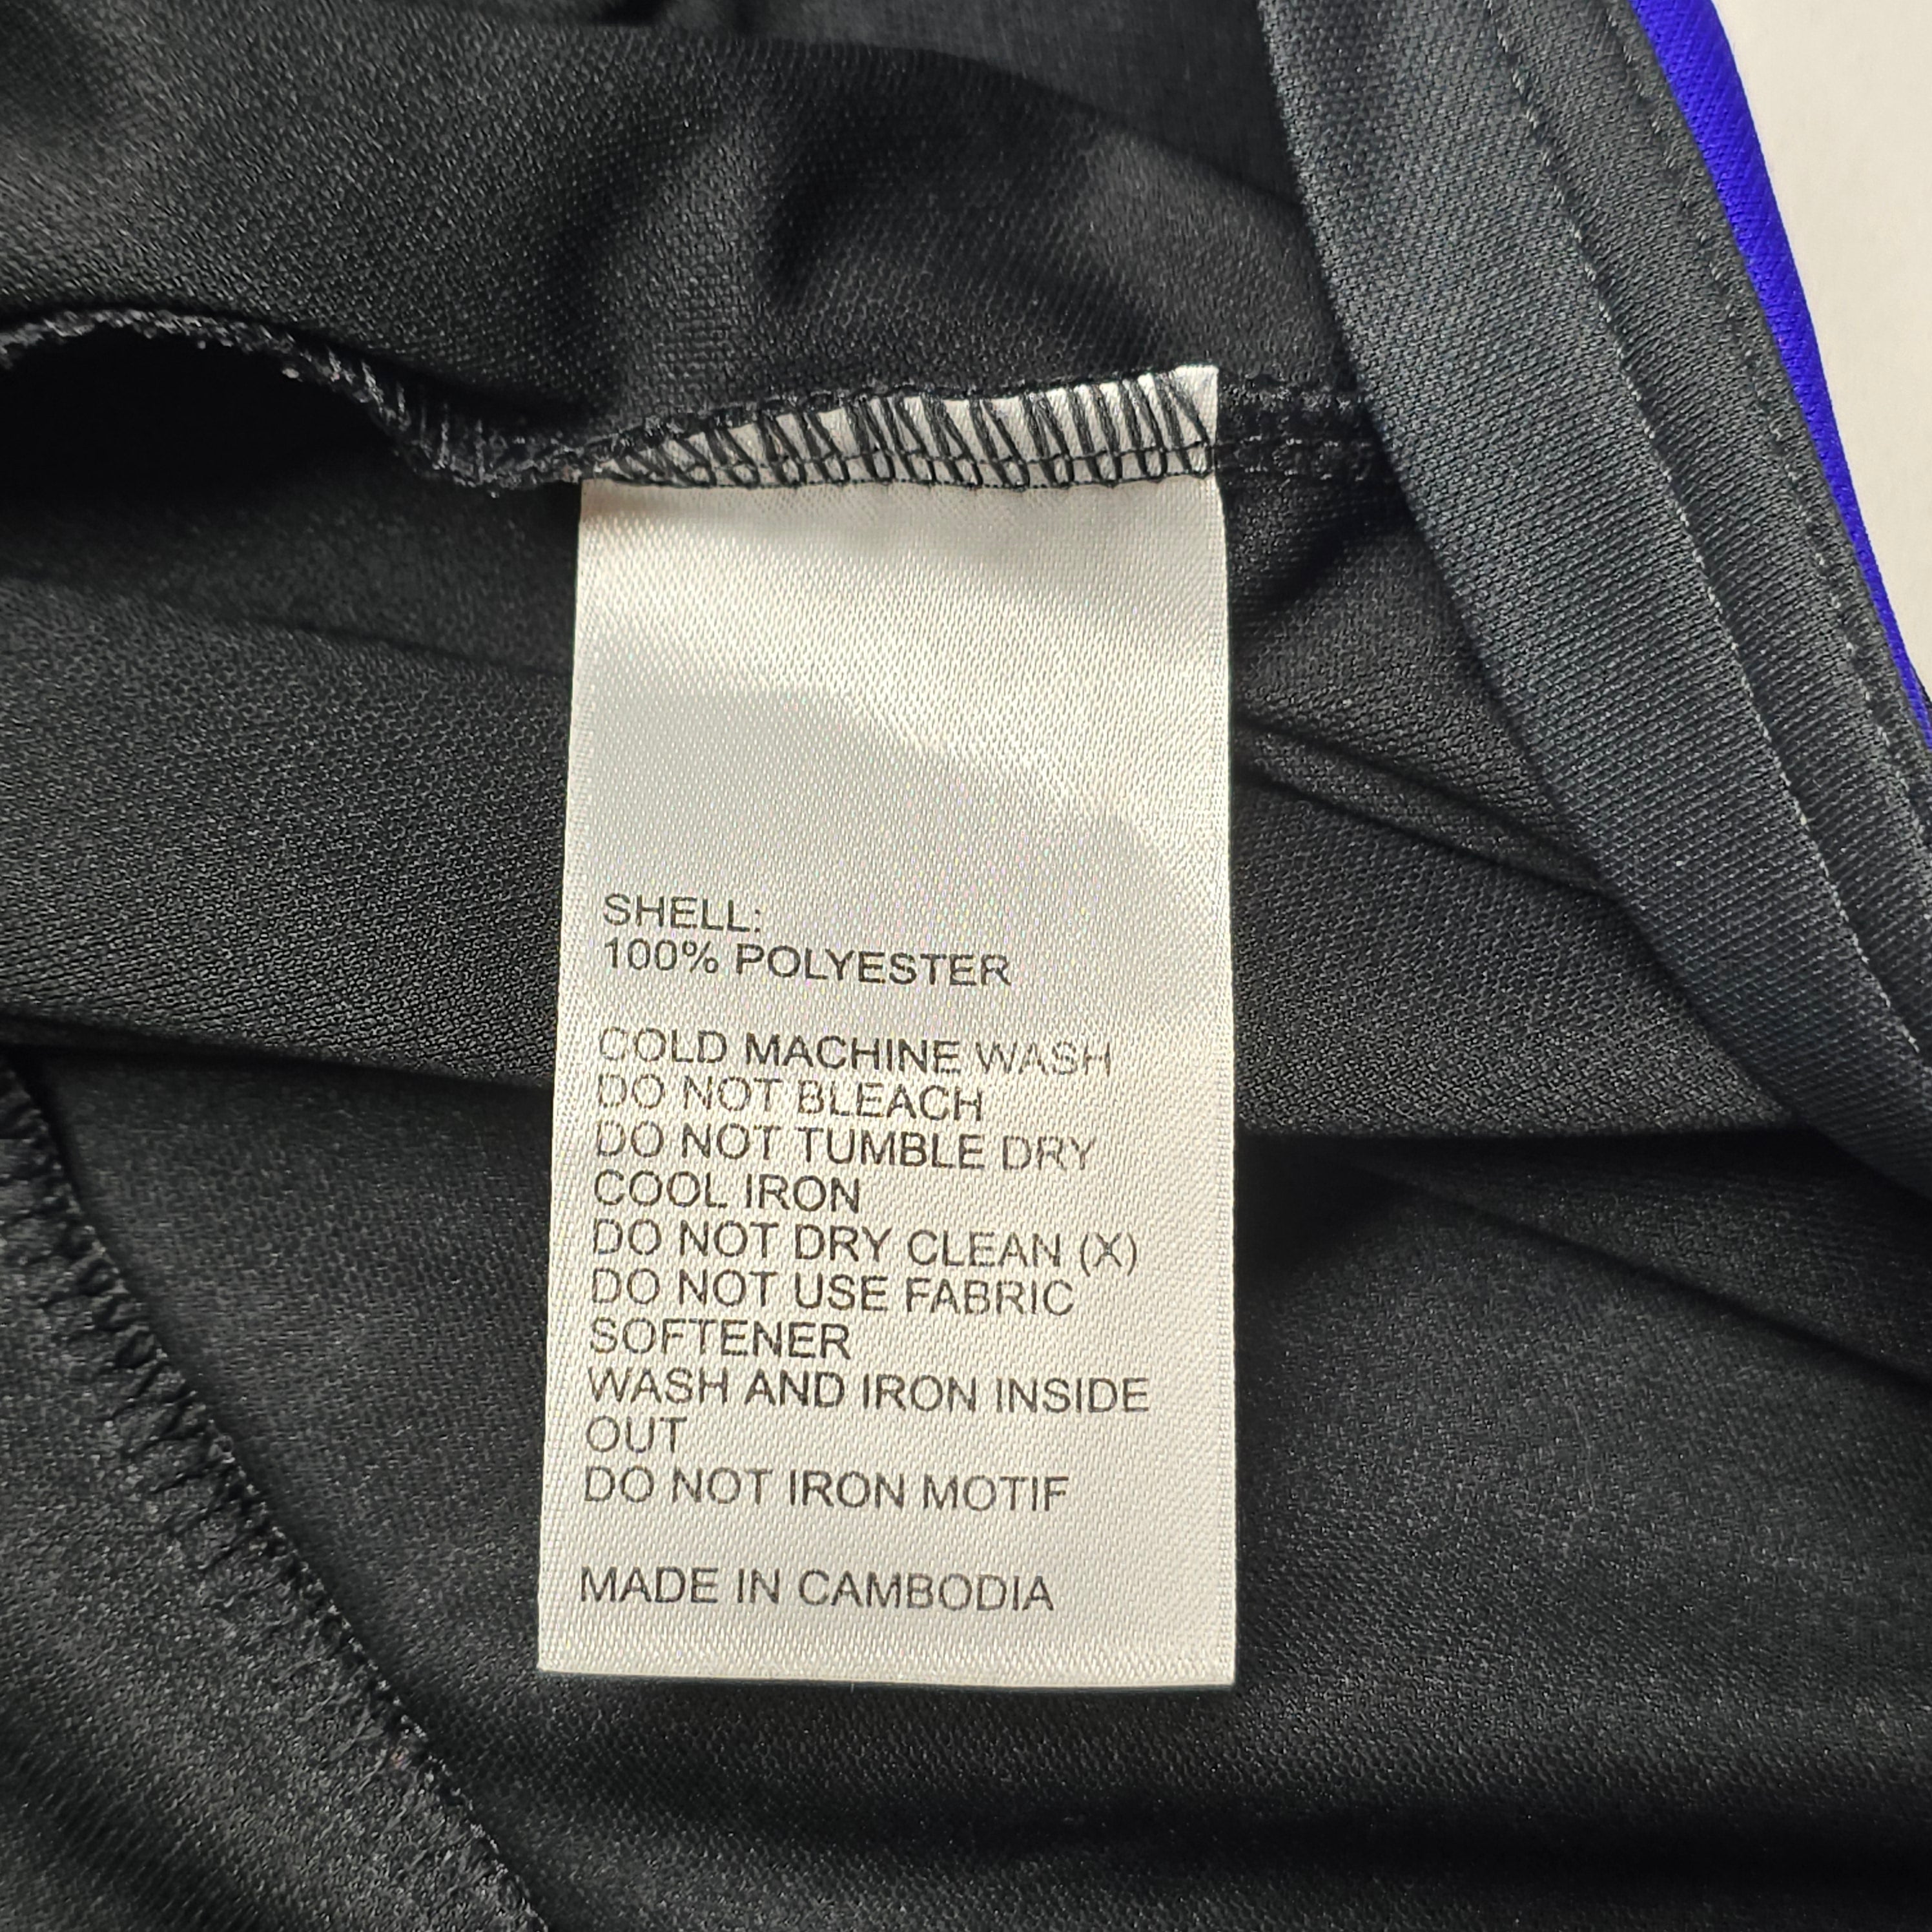 SHELL:
100% POLYESTER
COLD MACHINE WASH
DO NOT BLEACH
DO NOT TUMBLE DRY
COOL IRON
DO NOT DRY CLEAN (X)
DO NOT USE FABRIC
SOFTENER
WASH AND IRON INSIDE
OUT
DO NOT IRON MOTIF
MADE IN CAMBODIA